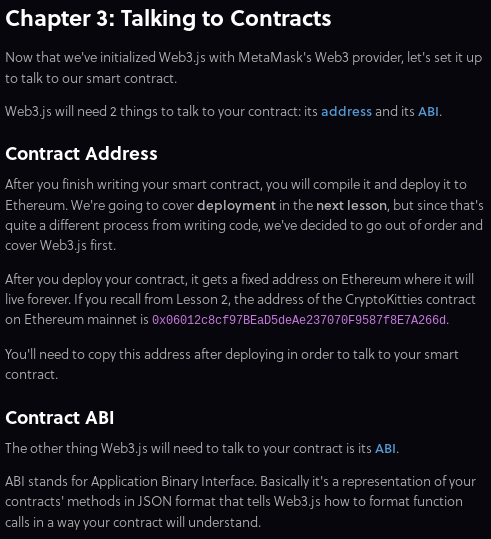 Chapter 3: Talking to Contracts
Now that we've initialized Web3.js with MetaMask's Web3 provider, let's set it up
to talk to our smart contract.
Web3.js will need 2 things to talk to your contract: its address and its ABI.
Contract Address
After you finish writing your smart contract, you will compile it and deploy it to
Ethereum. We're going to cover deployment in the next lesson, but since that's
quite a different process from writing code, we've decided to go out of order and
cover Web3.js first.
After you deploy your contract, it gets a fixed address on Ethereum where it will
live forever. If you recall from Lesson 2, the address of the CryptoKitties contract
on Ethereum mainnet is 0x06012c8cf97BEaD5deAe237070F9587f8E7A266d.
You'll need to copy this address after deploying in order to talk to your smart
contract.
Contract ABI
The other thing Web3.js will need to talk to your contract is its ABI.
ABI stands for Application Binary Interface. Basically it's a representation of your
contracts' methods in JSON format that tells Web3.js how to format function
calls in a way your contract will understand.